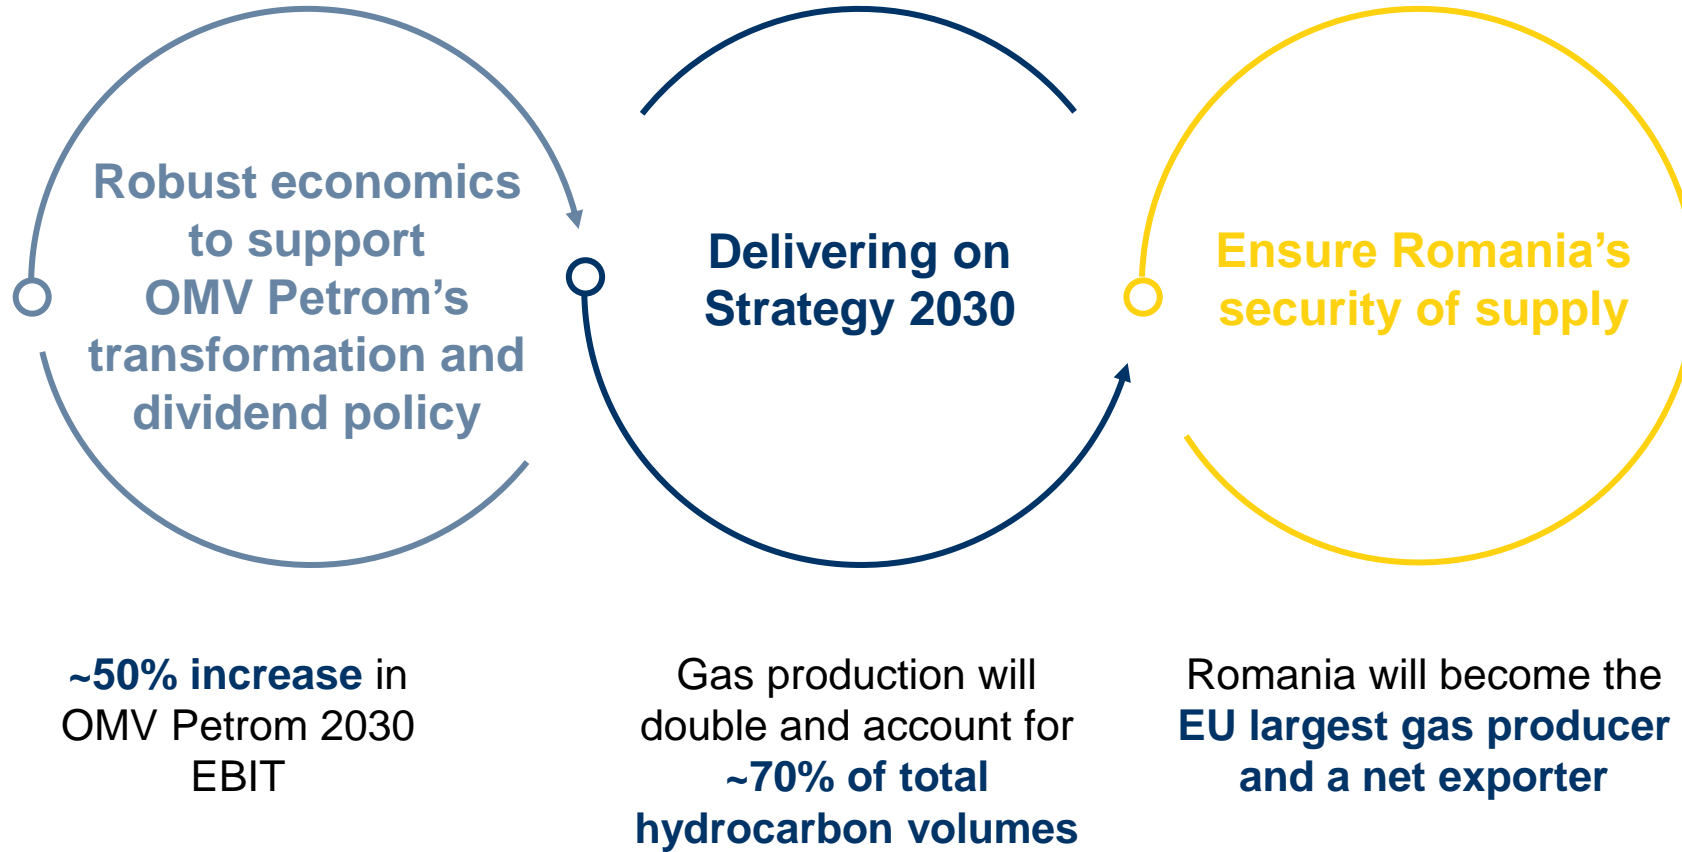 Robust economics
to support
OMV Petrom’s
transformation and
dividend policy
Delivering on
Strategy 2030
Ensure Romania’s
security of supply
~50% increase in
OMV Petrom 2030
EBIT
Gas production will
double and account for
~70% of total
hydrocarbon volumes
Romania will become the
EU largest gas producer
and a net exporter